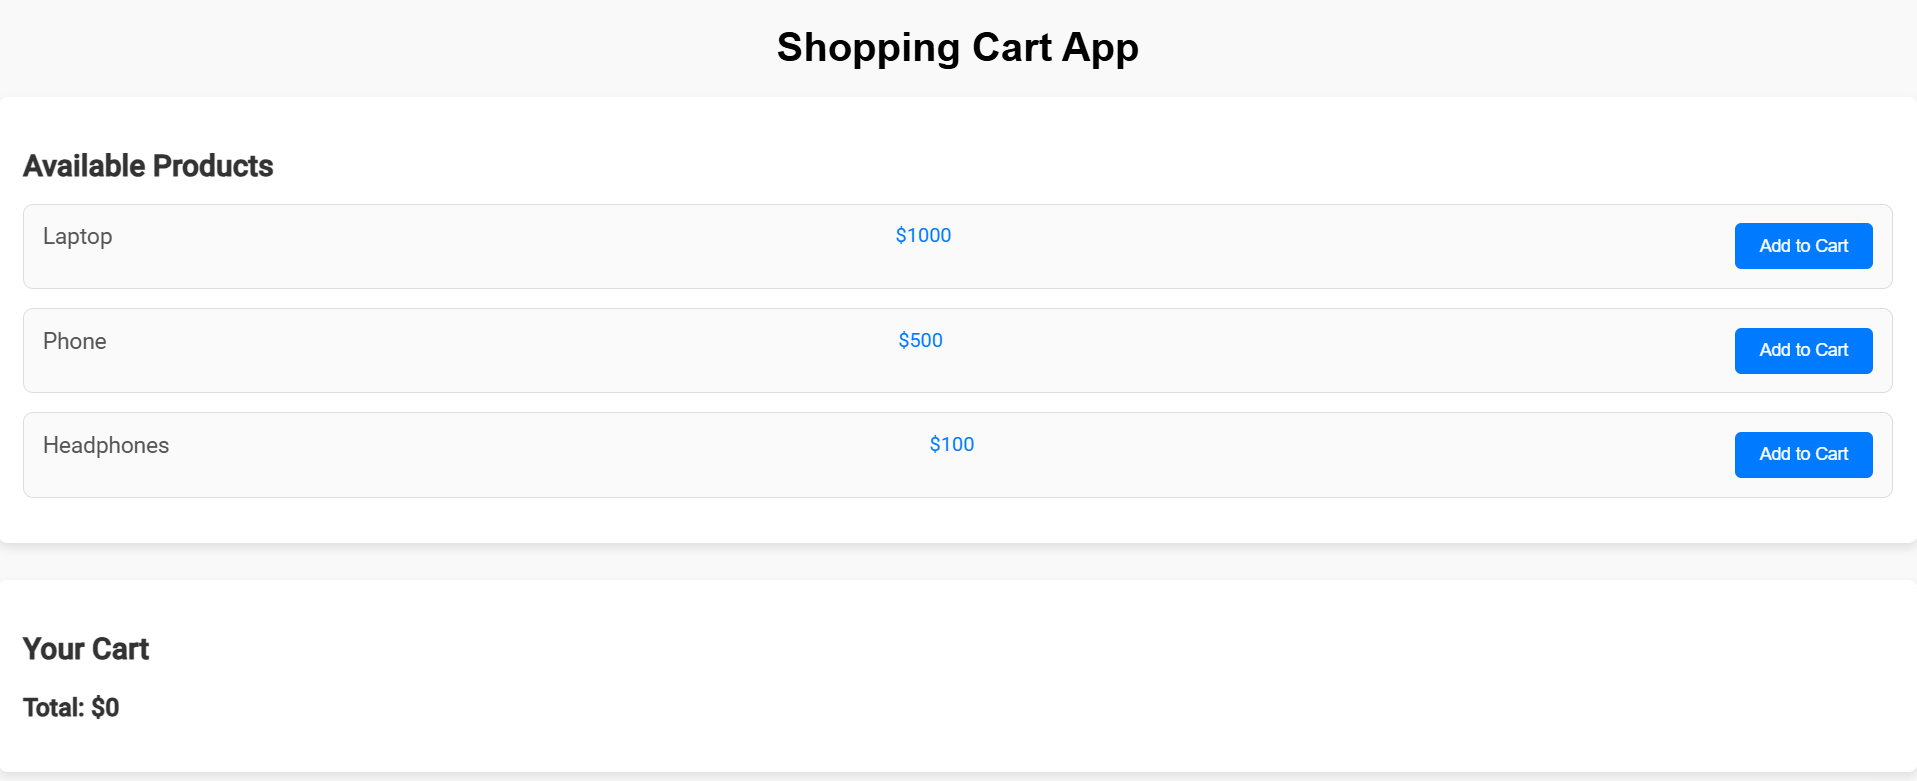 Shopping Cart App
Available Products
Laptop $1000 Add to Cart
Phone $500 Add to Cart
Headphones $100 Add to Cart
Your Cart
Total: $0